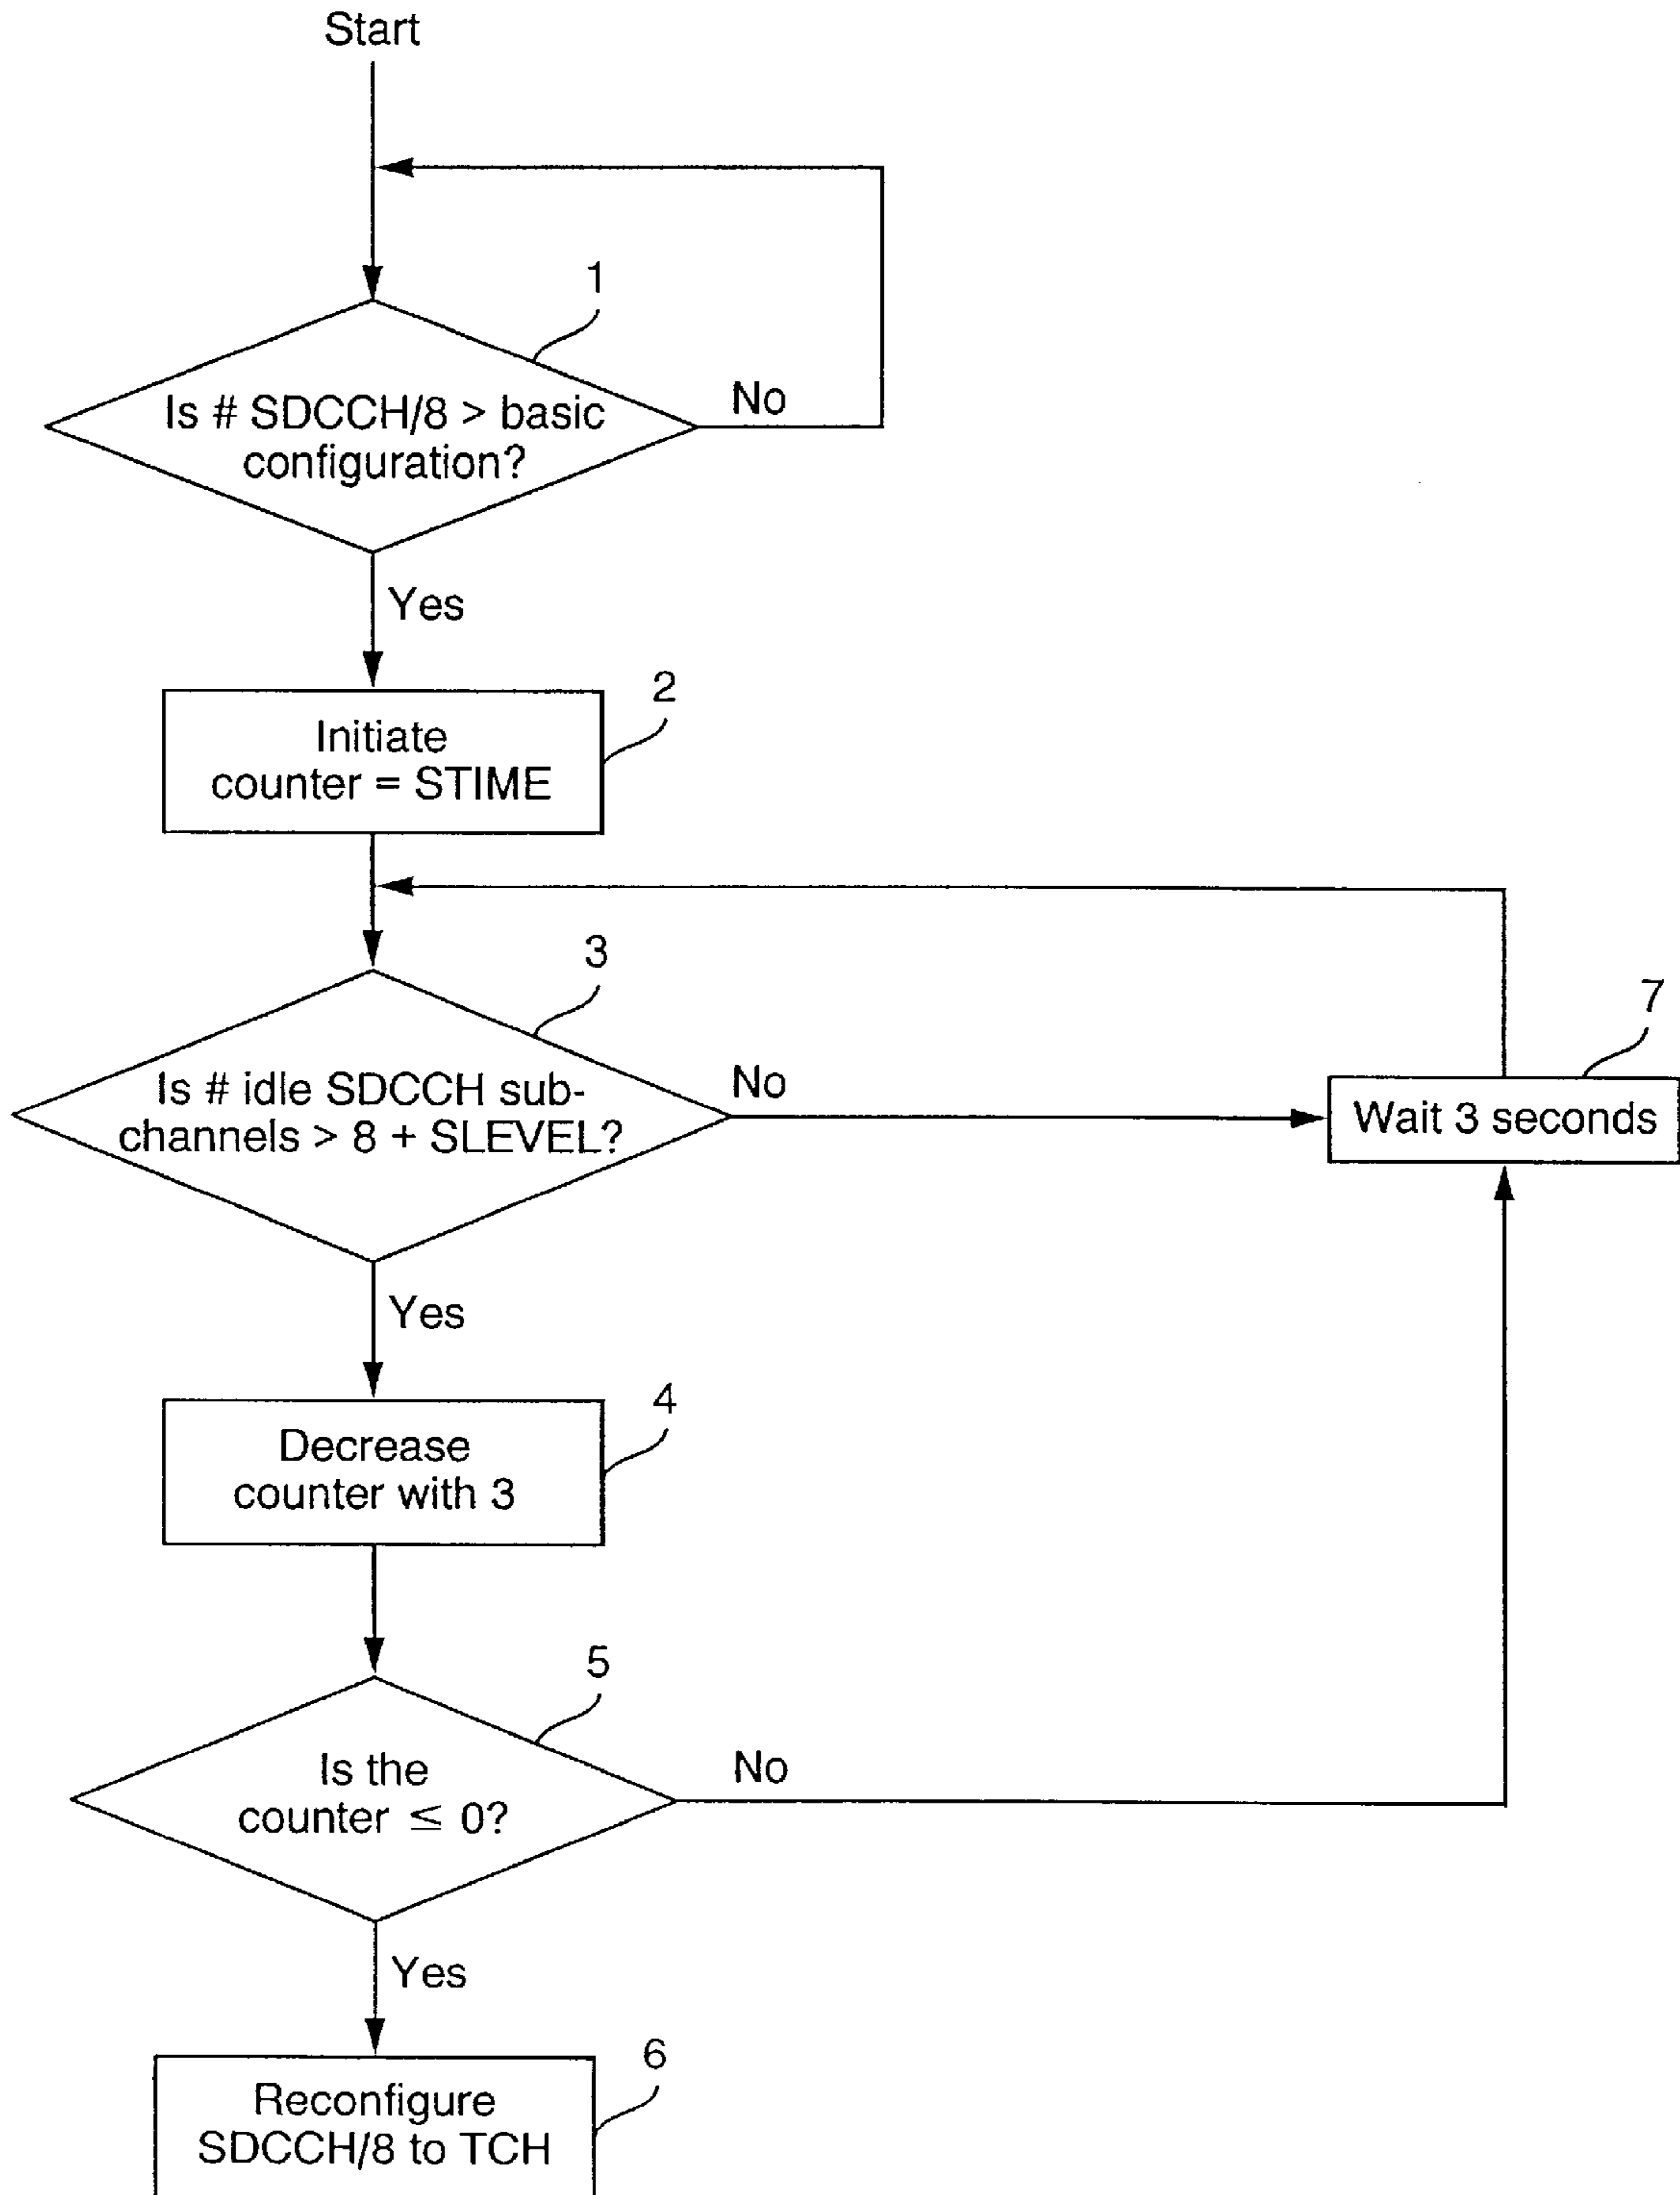 Start
1
Is # SDCCH/8 > basic
configuration?
No
Yes
2
Initiate
counter = STIME
3
Is # idle SDCCH sub-
channels > 8 + SLEVEL?
No
7
Wait 3 seconds
Yes
4
Decrease
counter with 3
5
Is the
counter ≤ 0?
No
Yes
6
Reconfigure
SDCCH/8 to TCH